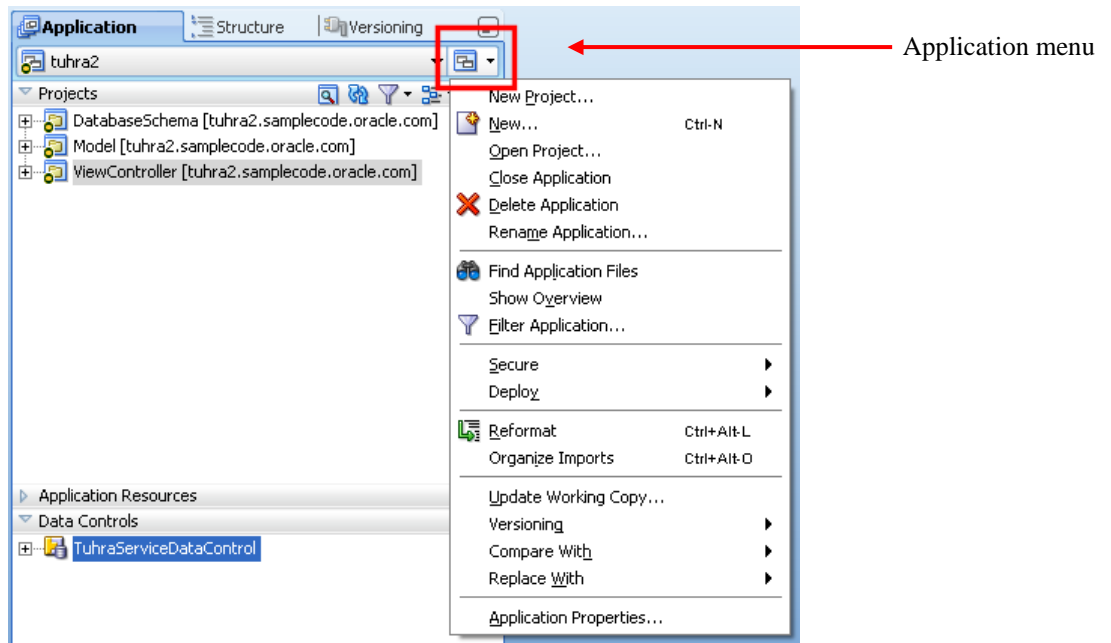 Application Structure Versioning
Application menu
tuhra2
Projects
DatabaseSchema [tuhra2.samplecode.oracle.com]
Model [tuhra2.samplecode.oracle.com]
ViewController [tuhra2.samplecode.oracle.com]
New Project...
New... Ctrl-N
Open Project...
Close Application
Delete Application
Rename Application...
Find Application Files
Show Overview
Filter Application...
Secure
Deploy
Reformat Ctrl+Alt-L
Organize Imports Ctrl+Alt-O
Update Working Copy...
Versioning
Compare With
Replace With
Application Properties...
Application Resources
Data Controls
TuhraServiceDataControl